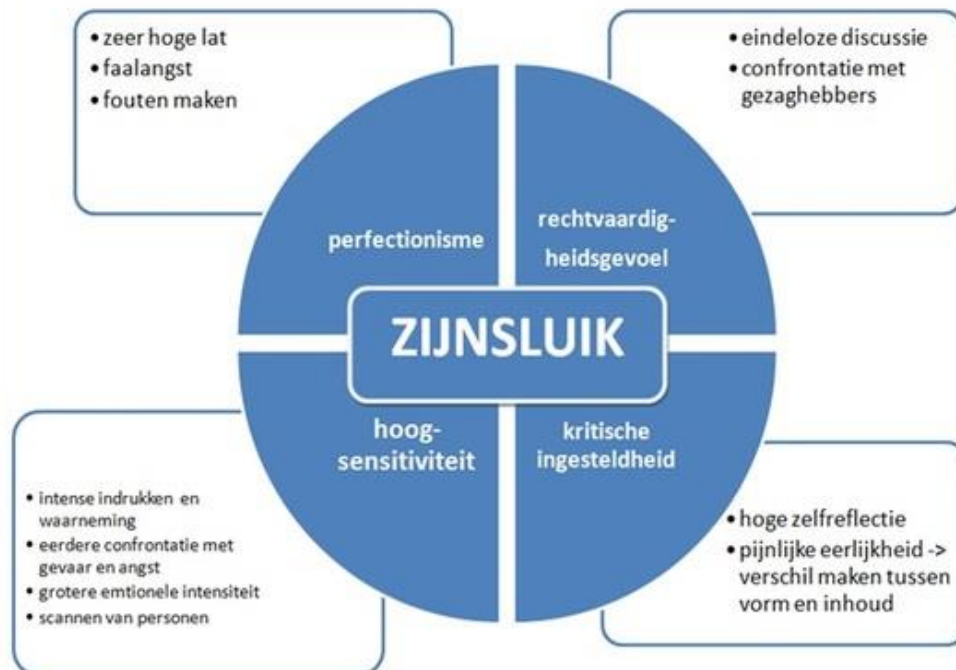 • zeer hoge lat
• faalangst
• fouten maken
• eindeloze discussie
• confrontatie met
gezaghebbers
perfectionisme
rechtvaardig-
heidsgevoel
ZIJNSLUIK
hoog-
sensitiviteit
kritische
ingesteldheid
• intense indrukken en
waarneming
• eerdere confrontatie met
gevaar en angst
• grotere emtionele intensiteit
• scannen van personen
• hoge zelfreflectie
• pijnlijke eerlijkheid ->
verschil maken tussen
vorm en inhoud